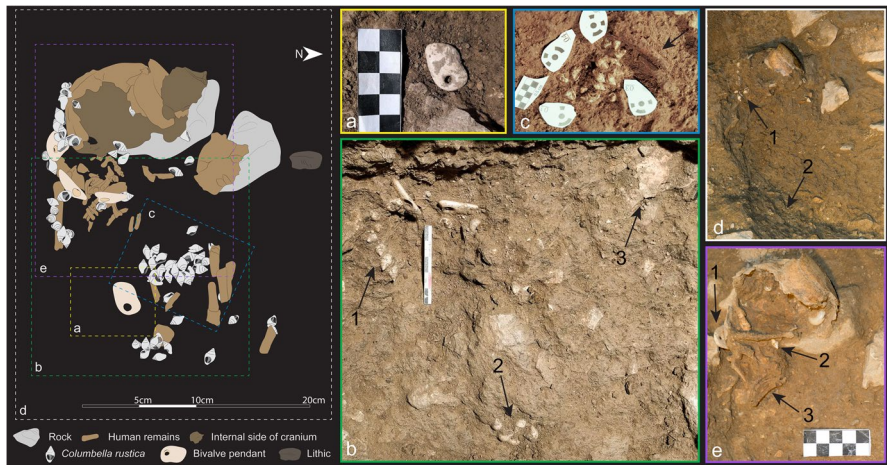 N
c
e
a
b
d
5cm 10cm 20cm
Rock Human remains Internal side of cranium
Columbella rustica Bivalve pendant Lithic
a
c
1
2
3
b
1
2
d
1
2
3
e